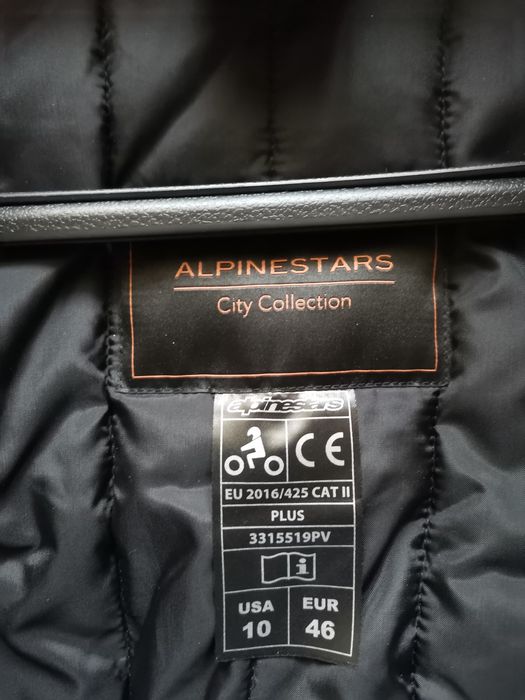 ALPINESTARS
City Collection
alpinestars
CE
EU 2016/425 CAT II
PLUS
3315519PV
i
USA EUR
10 46